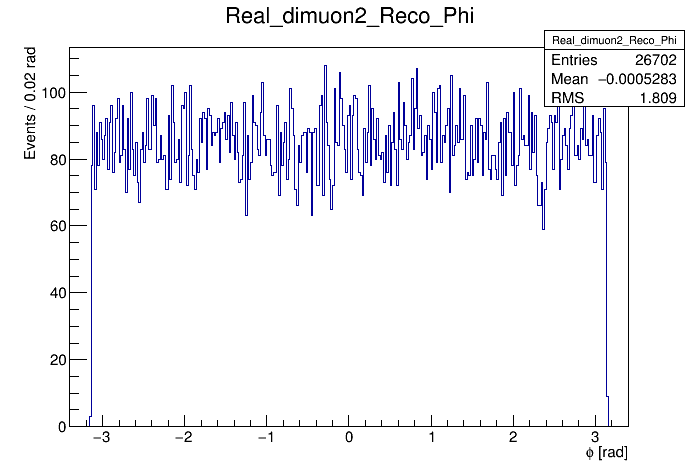 Real_dimuon2_Reco_Phi
Real_dimuon2_Reco_Phi
Entries 26702
Mean −0.0005283
RMS 1.809
Events / 0.02 rad
100
80
60
40
20
0
−3 −2 −1 0 1 2 3
ϕ [rad]